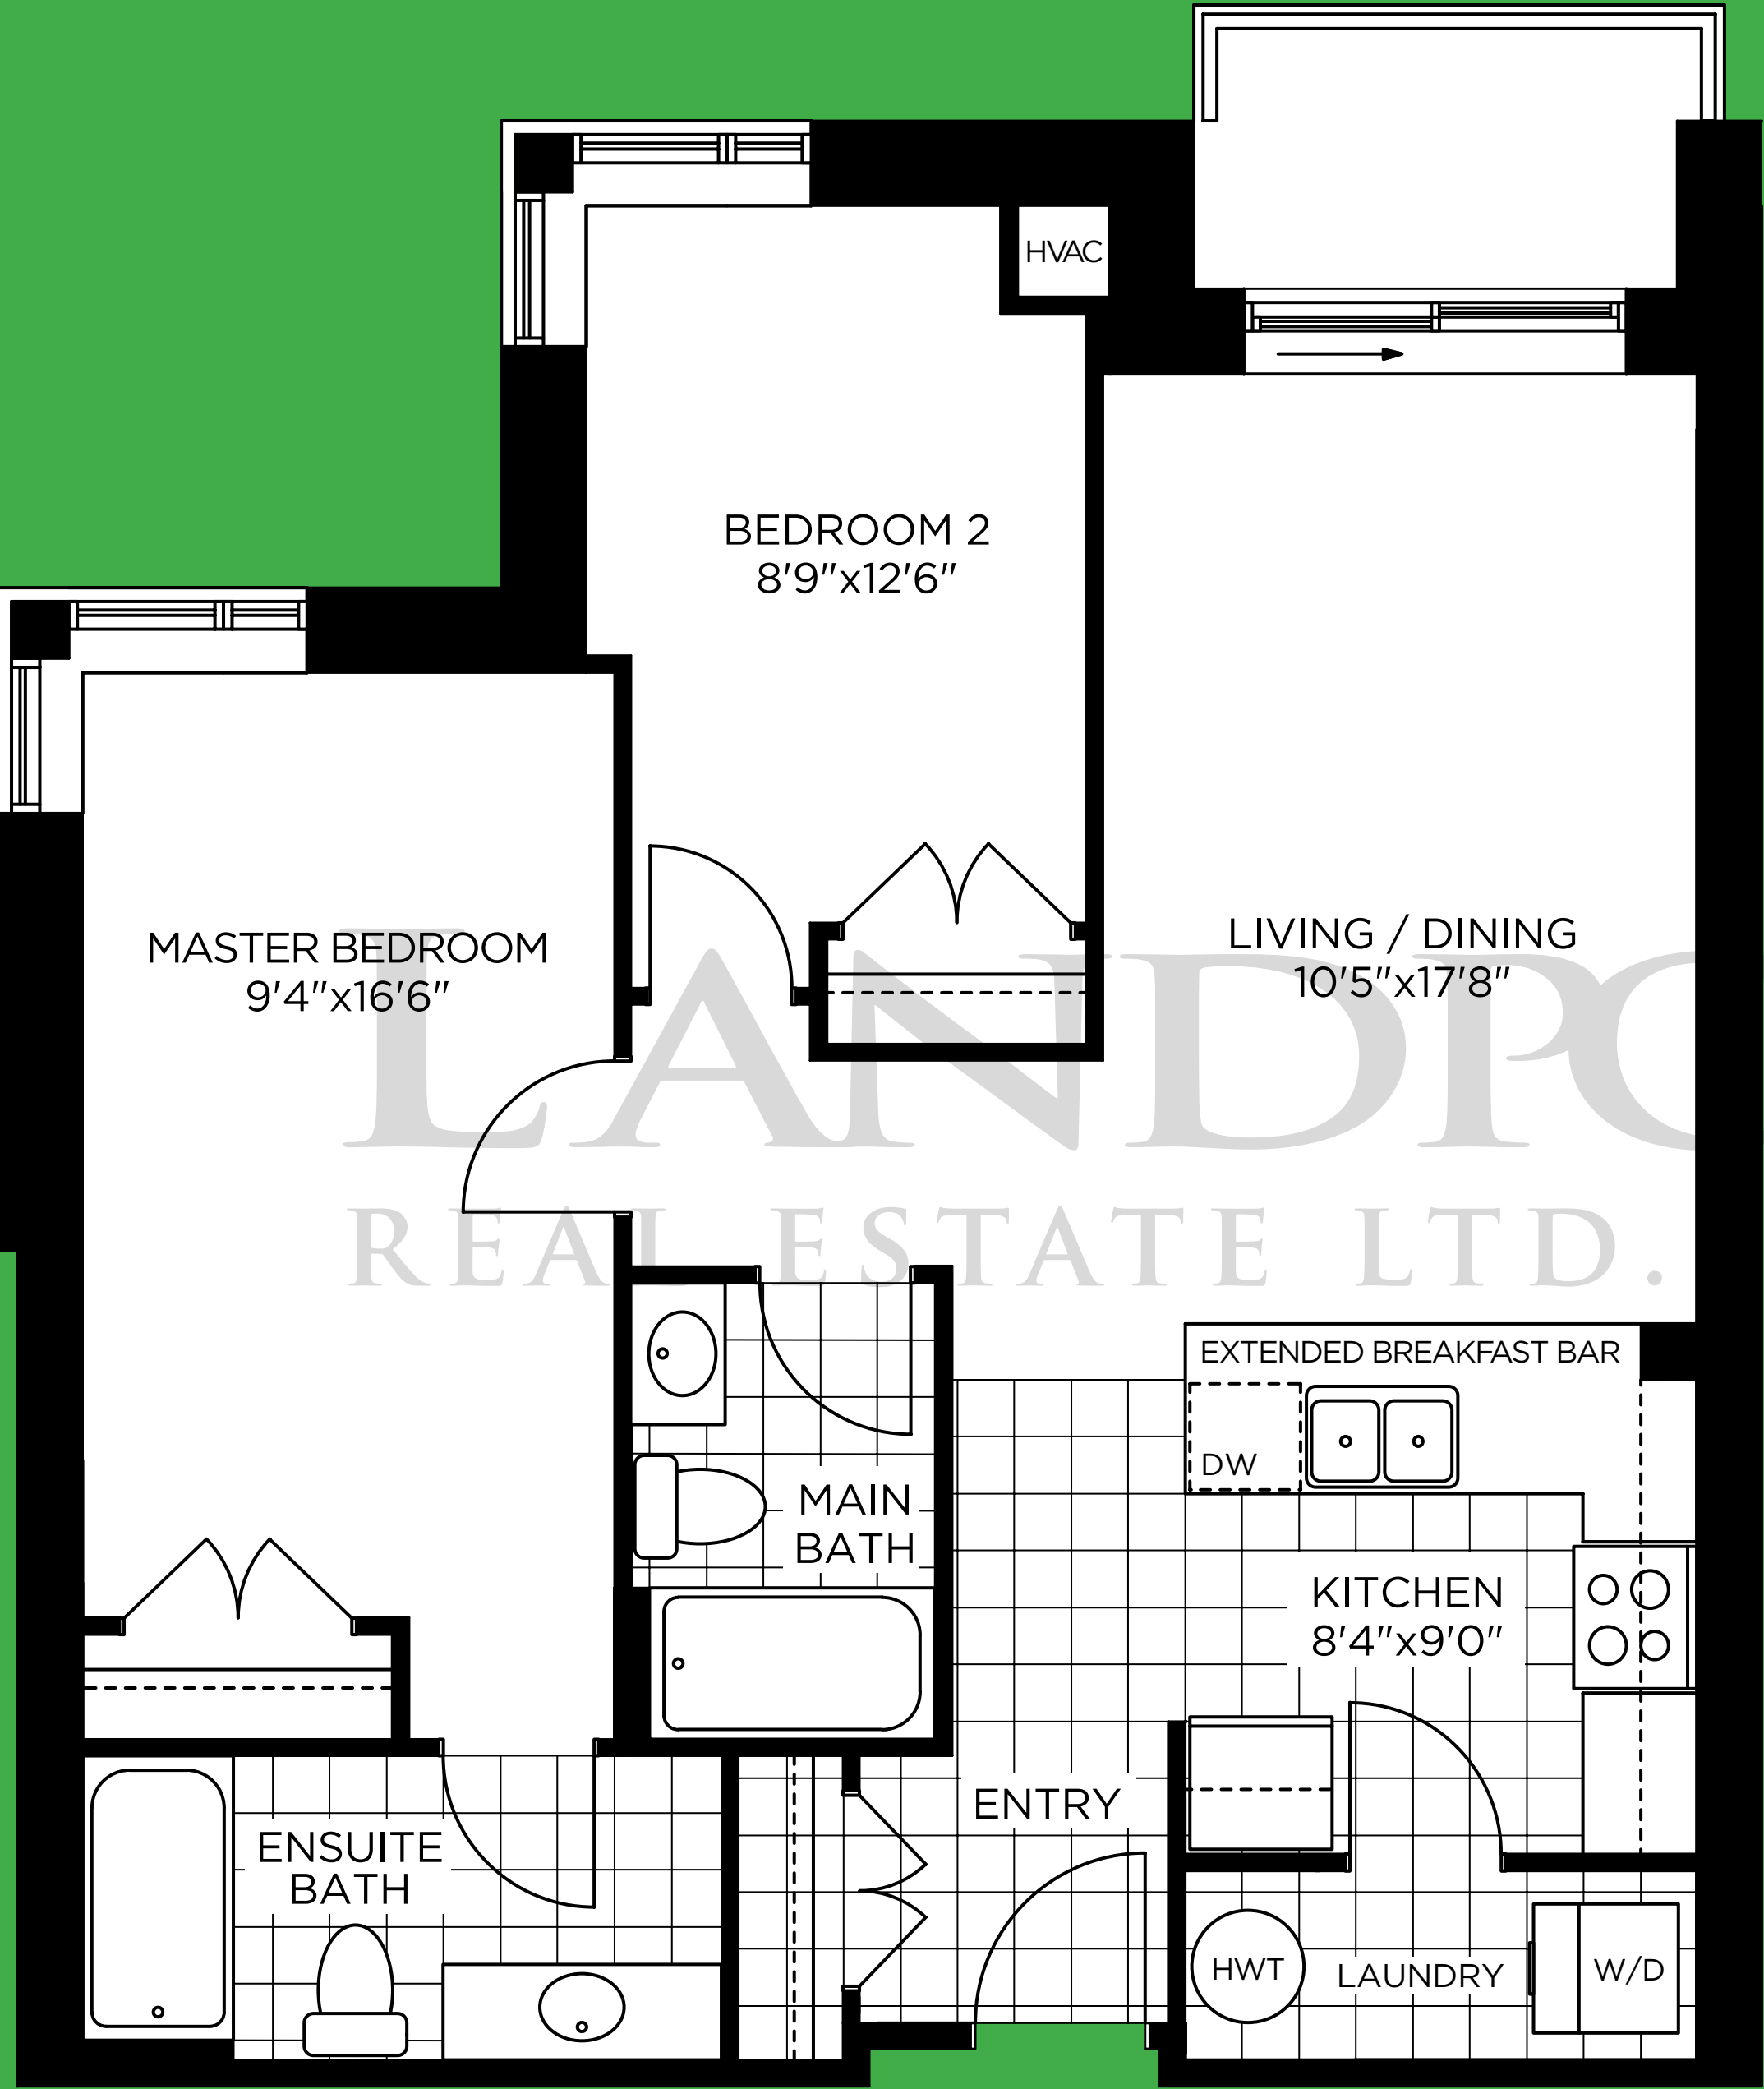 HVAC
BEDROOM 2
8'9"x12'6"
MASTER BEDROOM
9'4"x16'6"
LIVING / DINING
10'5"x17'8"
LANDPO
REAL ESTATE LTD.
EXTENDED BREAKFAST BAR
DW
MAIN
BATH
KITCHEN
8'4"x9'0"
ENTRY
ENSUITE
BATH
HWT
LAUNDRY
W/D